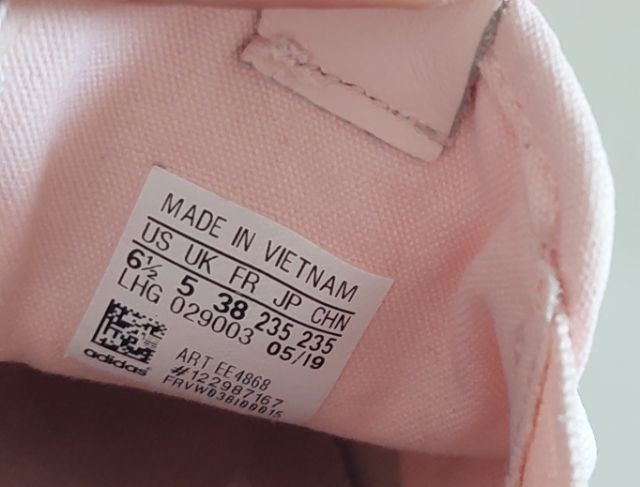 MADE IN VIETNAM
US UK FR JP CHN
6½ 5 38 235 235
LHG 029003 05/19
ART EE4868
#122987167
FRVW038I00015
adidas